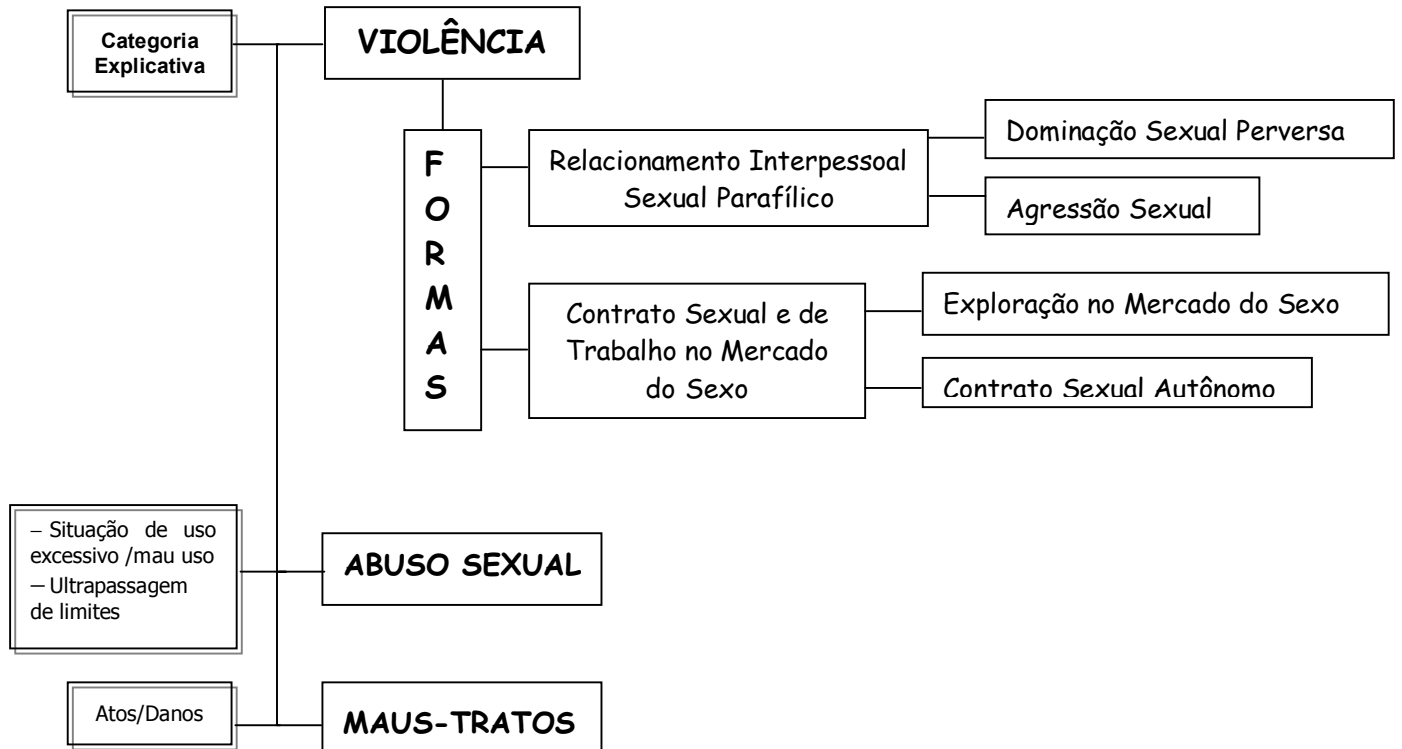 Categoria
Explicativa
VIOLÊNCIA
F
O
R
M
A
S
Relacionamento Interpessoal
Sexual Parafílico
Dominação Sexual Perversa
Agressão Sexual
Contrato Sexual e de
Trabalho no Mercado
do Sexo
Exploração no Mercado do Sexo
Contrato Sexual Autônomo
– Situação de uso
excessivo /mau uso
– Ultrapassagem
de limites
ABUSO SEXUAL
Atos/Danos
MAUS-TRATOS